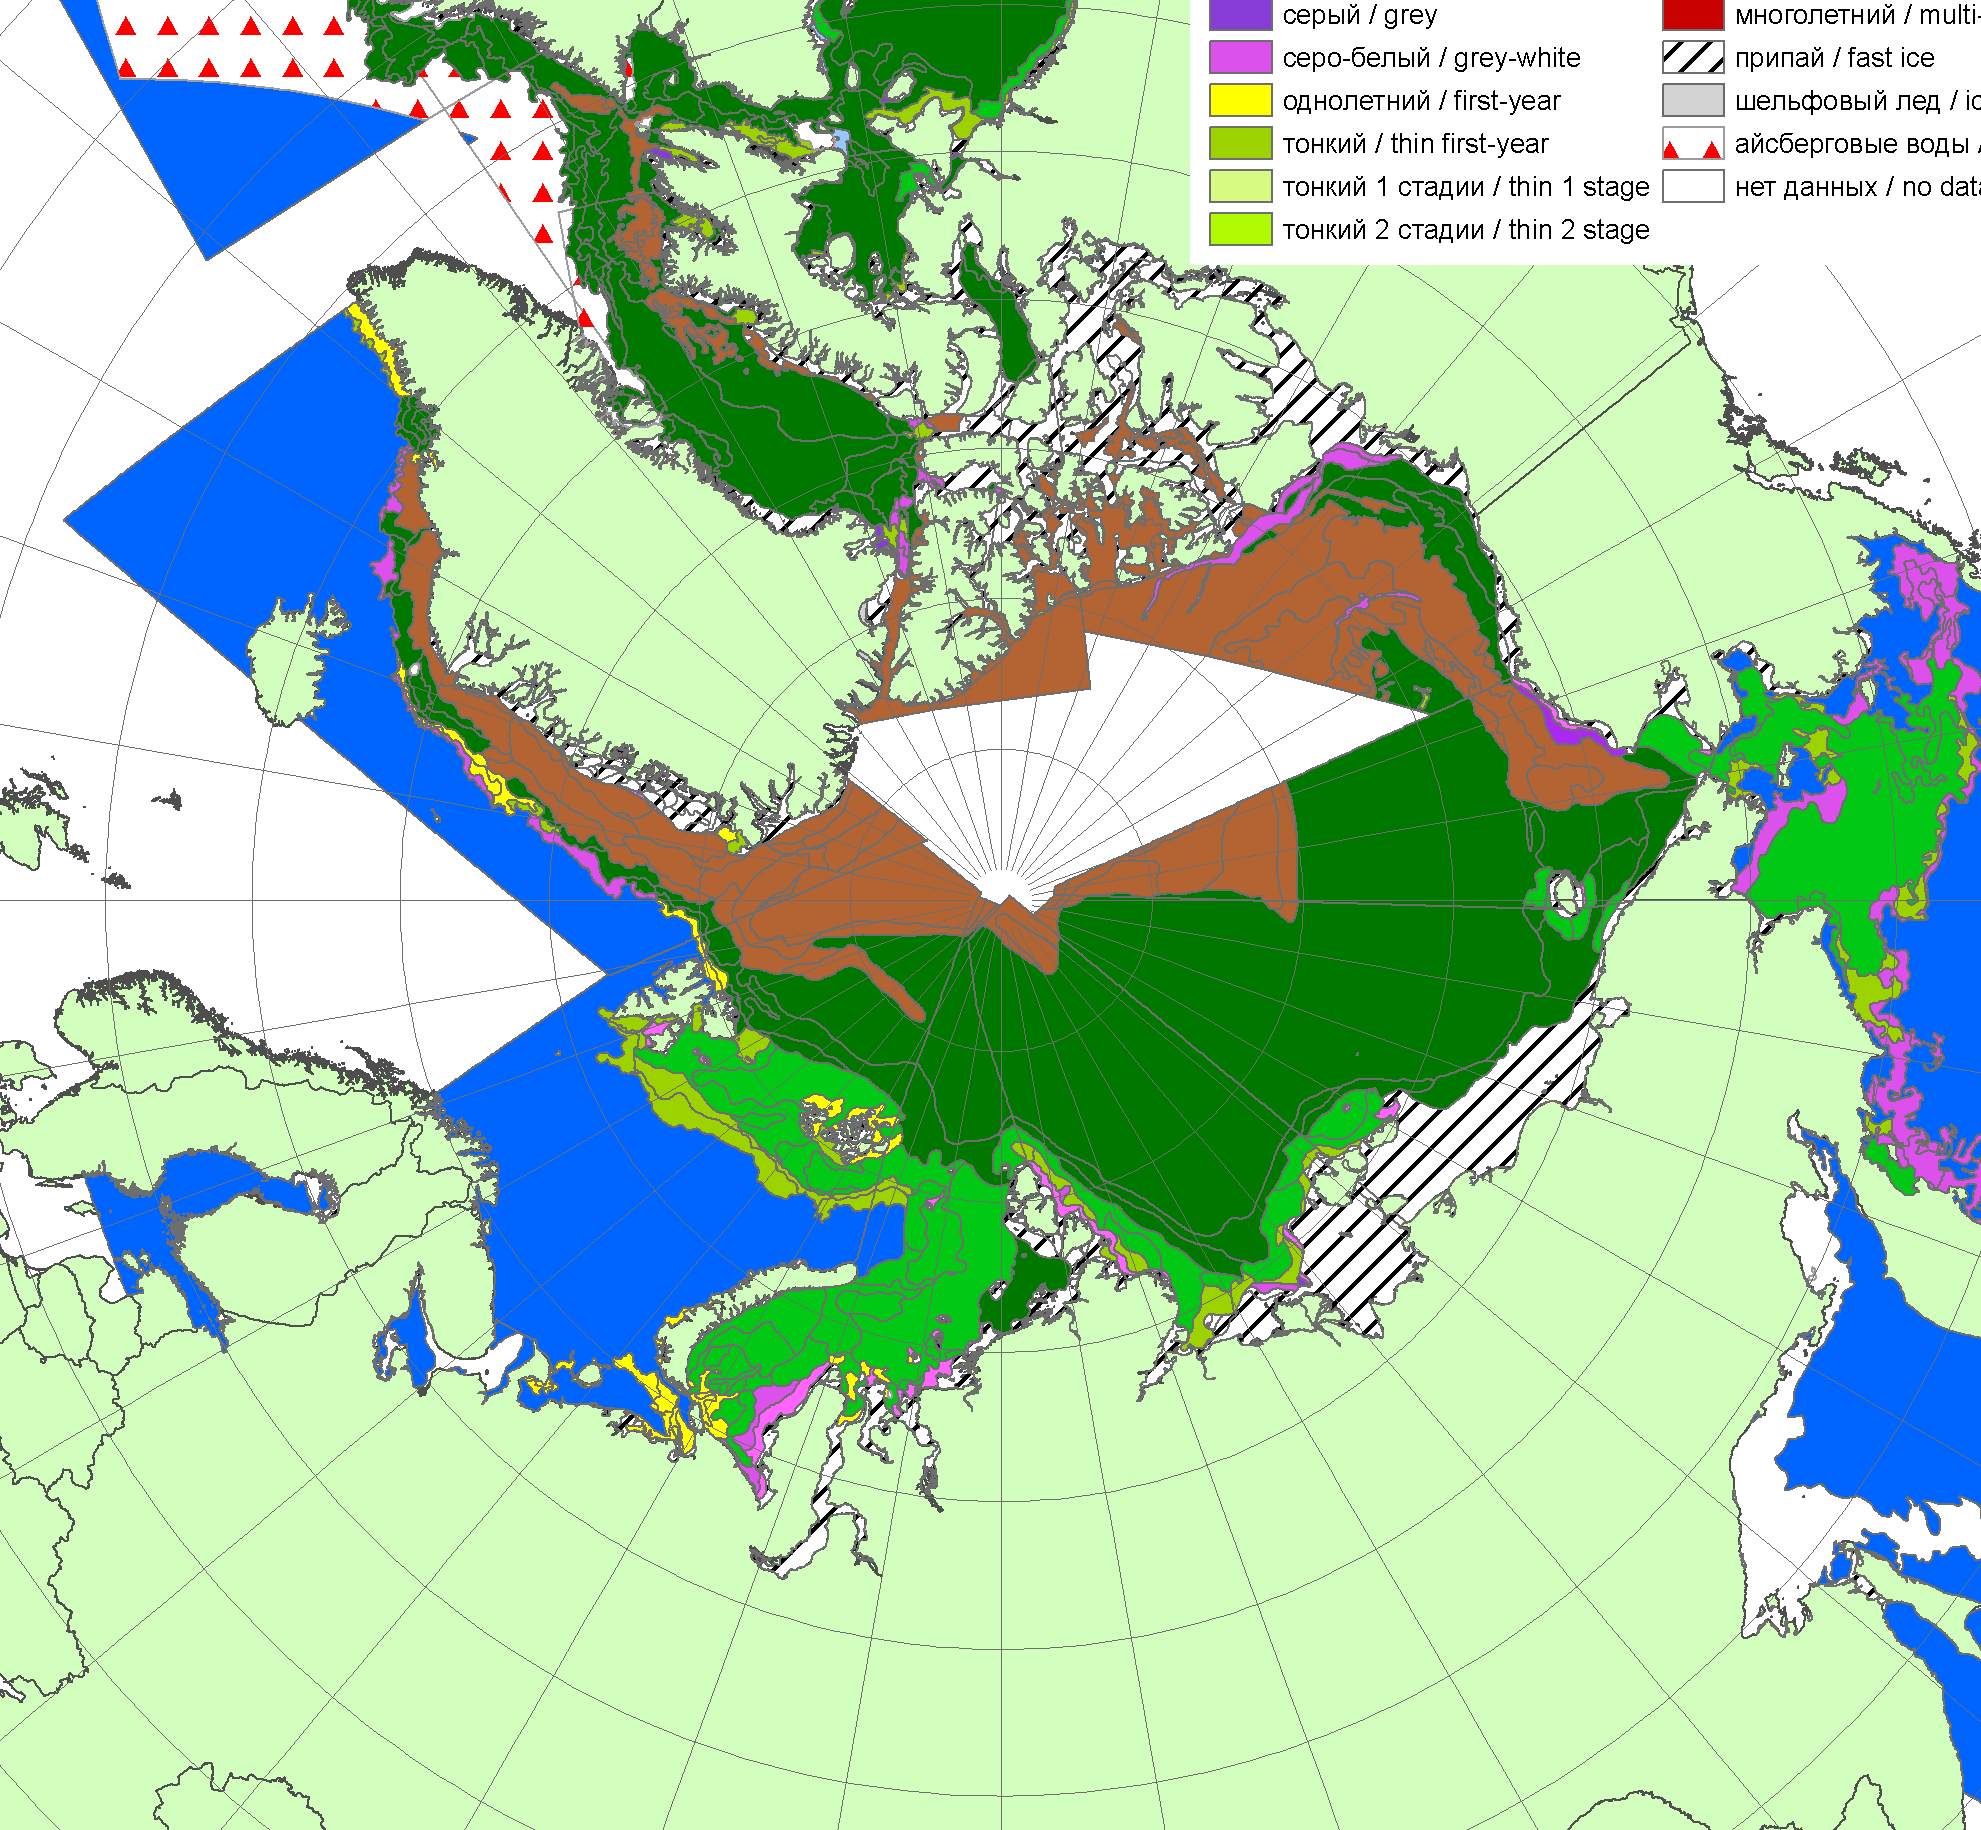 серый / grey
серо-белый / grey-white
однолетний / first-year
тонкий / thin first-year
тонкий 1 стадии / thin 1 stage
тонкий 2 стадии / thin 2 stage
многолетний / multi-
припай / fast ice
шельфовый лед / ic
айсберговые воды /
нет данных / no data